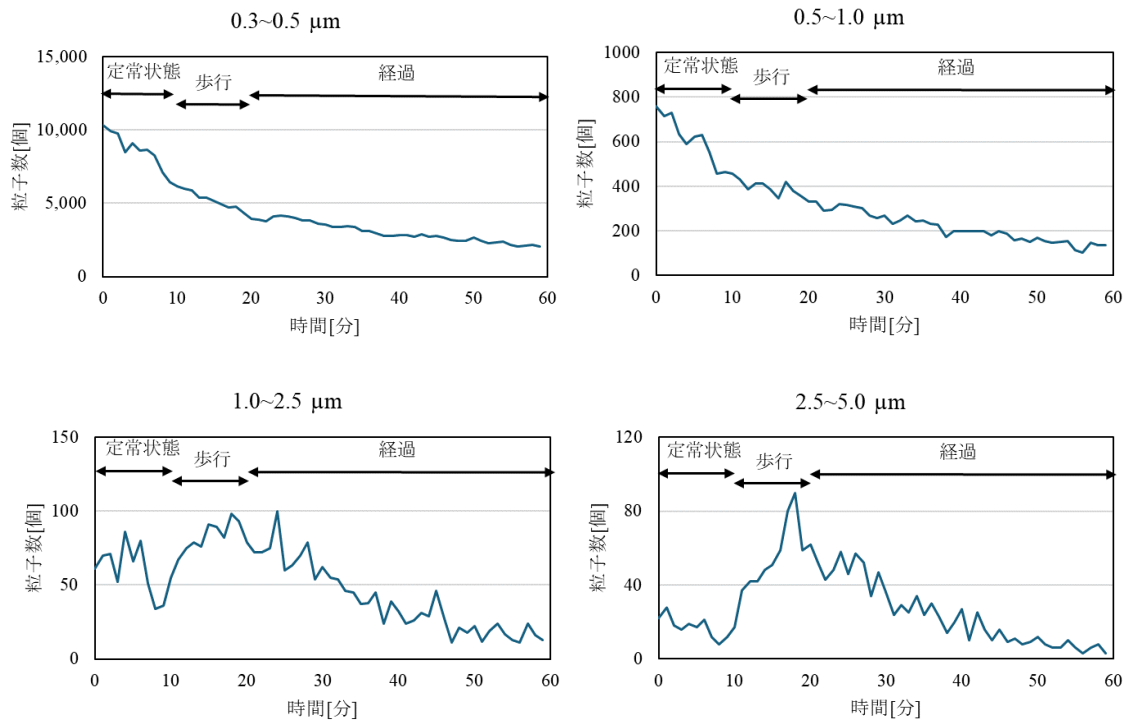 0.3~0.5 µm
15,000
10,000
5,000
0
粒子数[個]
定常状態
歩行
経過
0 10 20 30 40 50 60
時間[分]
0.5~1.0 µm
1000
800
600
400
200
0
粒子数[個]
定常状態
歩行
経過
0 10 20 30 40 50 60
時間[分]
1.0~2.5 µm
150
100
50
0
粒子数[個]
定常状態
歩行
経過
0 10 20 30 40 50 60
時間[分]
2.5~5.0 µm
120
80
40
0
粒子数[個]
定常状態
歩行
経過
0 10 20 30 40 50 60
時間[分]